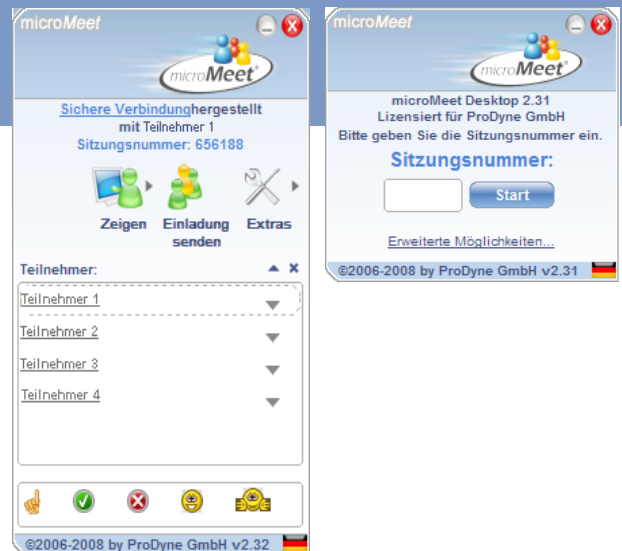 microMeet
microMeet
Sichere Verbindunghergestellt
mit Teilnehmer 1
Sitzungsnummer: 656188
Zeigen
Einladung
senden
Extras
Teilnehmer:
Teilnehmer 1
Teilnehmer 2
Teilnehmer 3
Teilnehmer 4
©2006-2008 by ProDyne GmbH v2.32
microMeet
microMeet
microMeet Desktop 2.31
Lizensiert für ProDyne GmbH
Bitte geben Sie die Sitzungsnummer ein.
Sitzungsnummer:
Start
Erweiterte Möglichkeiten...
©2006-2008 by ProDyne GmbH v2.31